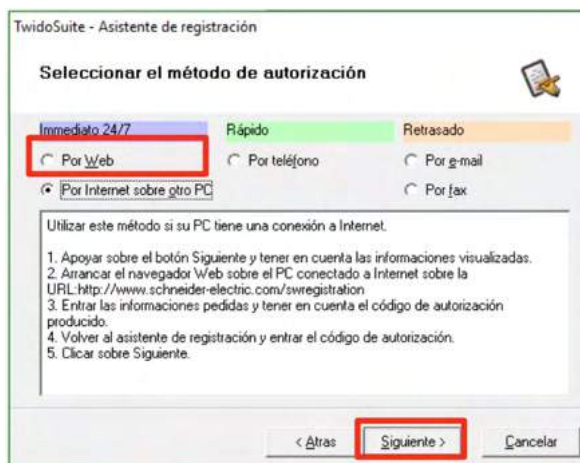 TwidoSuite - Asistente de registración
Seleccionar el método de autorización
Immediato 24/7
Rápido
Retrasado
Por Web
Por teléfono
Por e-mail
Por Internet sobre otro PC
Por fax
Utilizar este método si su PC tiene una conexión a Internet.
1. Apoyar sobre el botón Siguiente y tener en cuenta las informaciones visualizadas.
2. Arrancar el navegador Web sobre el PC conectado a Internet sobre la
URL:http://www.schneider-electric.com/swregistration
3. Entrar las informaciones pedidas y tener en cuenta el código de autorización
producido.
4. Volver al asistente de registración y entrar el código de autorización.
5. Clicar sobre Siguiente.
< Atras
Siguiente >
Cancelar